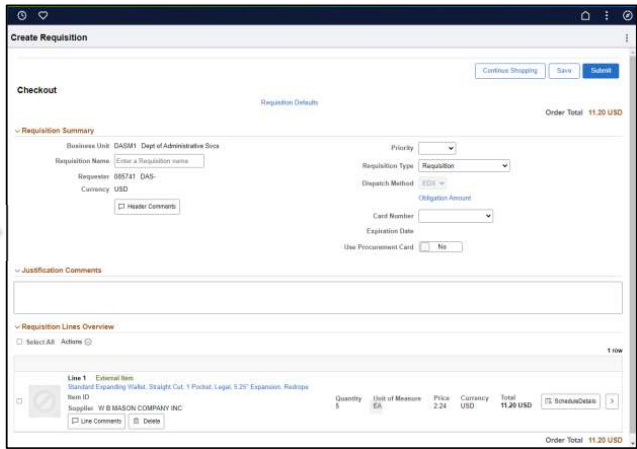 Create Requisition
Continue Shopping Save Submit
Checkout
Requisition Defaults
Order Total 11.20 USD
Requisition Summary
Business Unit DASM1 Dept of Administrative Svcs
Priority
Requisition Name Enter a Requisition name
Requisition Type Requisition
Requester 085741 DAS-
Dispatch Method EDX
Currency USD
Obligation Amount
Header Comments
Card Number
Expiration Date
Use Procurement Card No
Justification Comments
Requisition Lines Overview
Select All Actions
1 row
Line 1 External Item
Standard Expanding Wallet, Straight Cut, 1 Pocket, Legal, 5.25" Expansion, Redrope
Item ID
Quantity Unit of Measure Price Currency Total
5 EA 2.24 USD 11.20 USD
ScheduleDetails
Supplier W B MASON COMPANY INC
Line Comments Delete
Order Total 11.20 USD